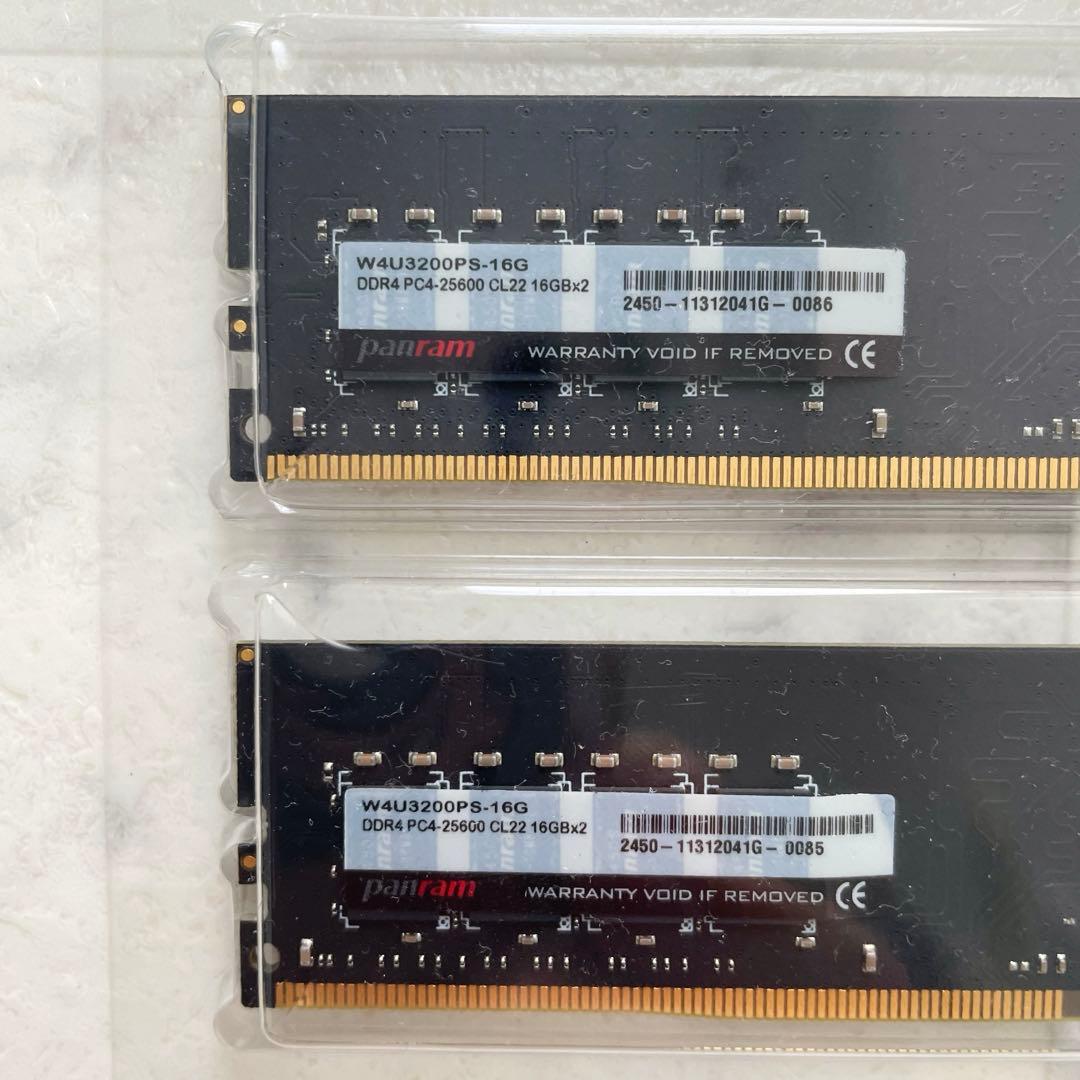 W4U3200PS-16G
DDR4 PC4-25600 CL22 16GBx2
2450-11312041G-0086
panram WARRANTY VOID IF REMOVED CE
W4U3200PS-16G
DDR4 PC4-25600 CL22 16GBx2
2450-11312041G-0085
panram WARRANTY VOID IF REMOVED CE